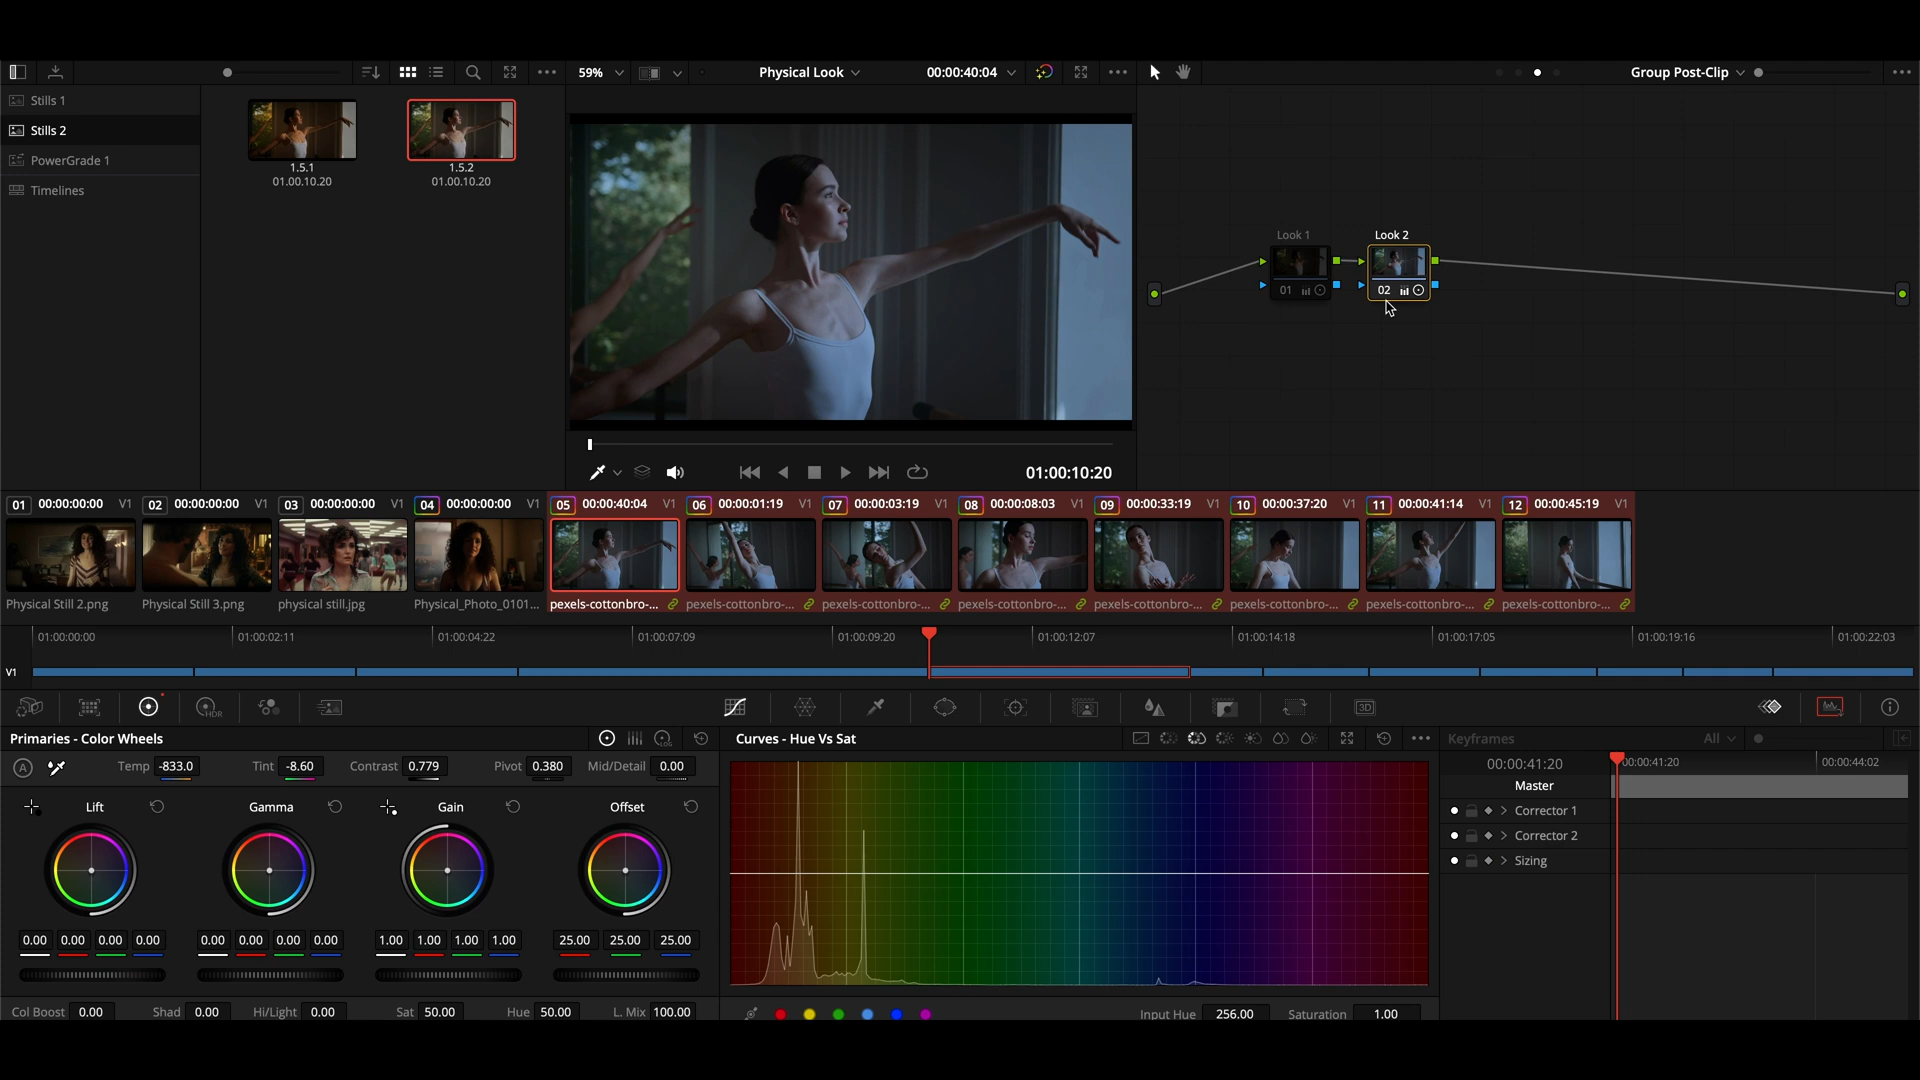 59%
Physical Look
00:00:40:04
Group Post-Clip
Stills 1
Stills 2
PowerGrade 1
Timelines
1.5.1
01.00.10.20
1.5.2
01.00.10.20
Look 1
Look 2
01
02
01:00:10:20
01 00:00:00:00 V1
02 00:00:00:00 V1
03 00:00:00:00 V1
04 00:00:00:00 V1
05 00:00:40:04 V1
06 00:00:01:19 V1
07 00:00:03:19 V1
08 00:00:08:03 V1
09 00:00:33:19 V1
10 00:00:37:20 V1
11 00:00:41:14 V1
12 00:00:45:19 V1
Physical Still 2.png
Physical Still 3.png
physical still.jpg
Physical_Photo_0101...
pexels-cottonbro-...
pexels-cottonbro-...
pexels-cottonbro-...
pexels-cottonbro-...
pexels-cottonbro-...
pexels-cottonbro-...
pexels-cottonbro-...
pexels-cottonbro-...
01:00:00:00
01:00:02:11
01:00:04:22
01:00:07:09
01:00:09:20
01:00:12:07
01:00:14:18
01:00:17:05
01:00:19:16
01:00:22:03
V1
HDR
3D
Primaries - Color Wheels
LOG
A
Temp -833.0
Tint -8.60
Contrast 0.779
Pivot 0.380
Mid/Detail 0.00
Lift
Gamma
Gain
Offset
0.00 0.00 0.00 0.00
0.00 0.00 0.00 0.00
1.00 1.00 1.00 1.00
25.00 25.00 25.00
Col Boost 0.00
Shad 0.00
Hi/Light 0.00
Sat 50.00
Hue 50.00
L. Mix 100.00
Curves - Hue Vs Sat
Input Hue 256.00
Saturation 1.00
Keyframes
All
00:00:41:20
00:00:41:20
00:00:44:02
Master
Corrector 1
Corrector 2
Sizing